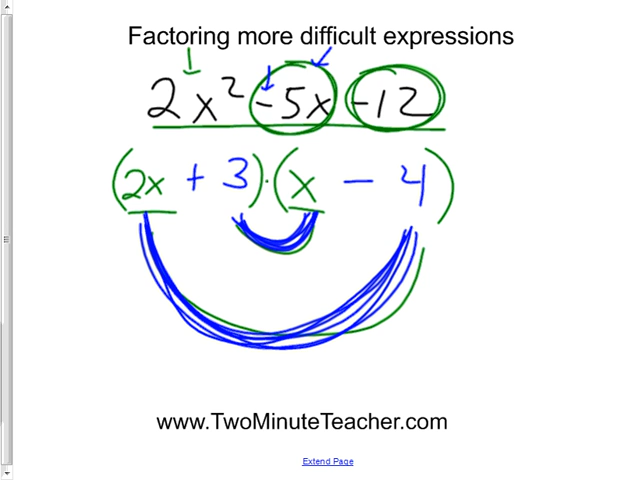 Factoring more difficult expressions
2x² -5x -12
(2x + 3)·(x - 4)
www.TwoMinuteTeacher.com
Extend Page